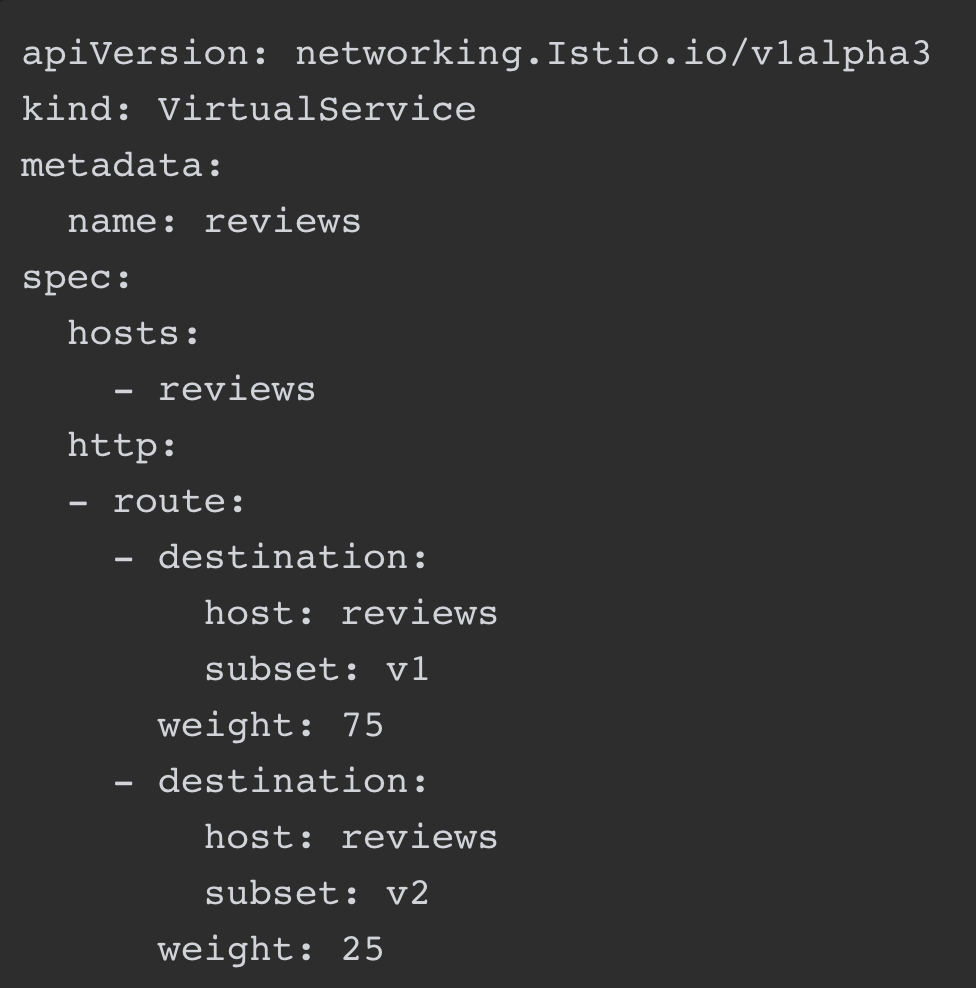 apiVersion: networking.Istio.io/v1alpha3
kind: VirtualService
metadata:
  name: reviews
spec:
  hosts:
    - reviews
  http:
  - route:
    - destination:
        host: reviews
        subset: v1
      weight: 75
    - destination:
        host: reviews
        subset: v2
      weight: 25